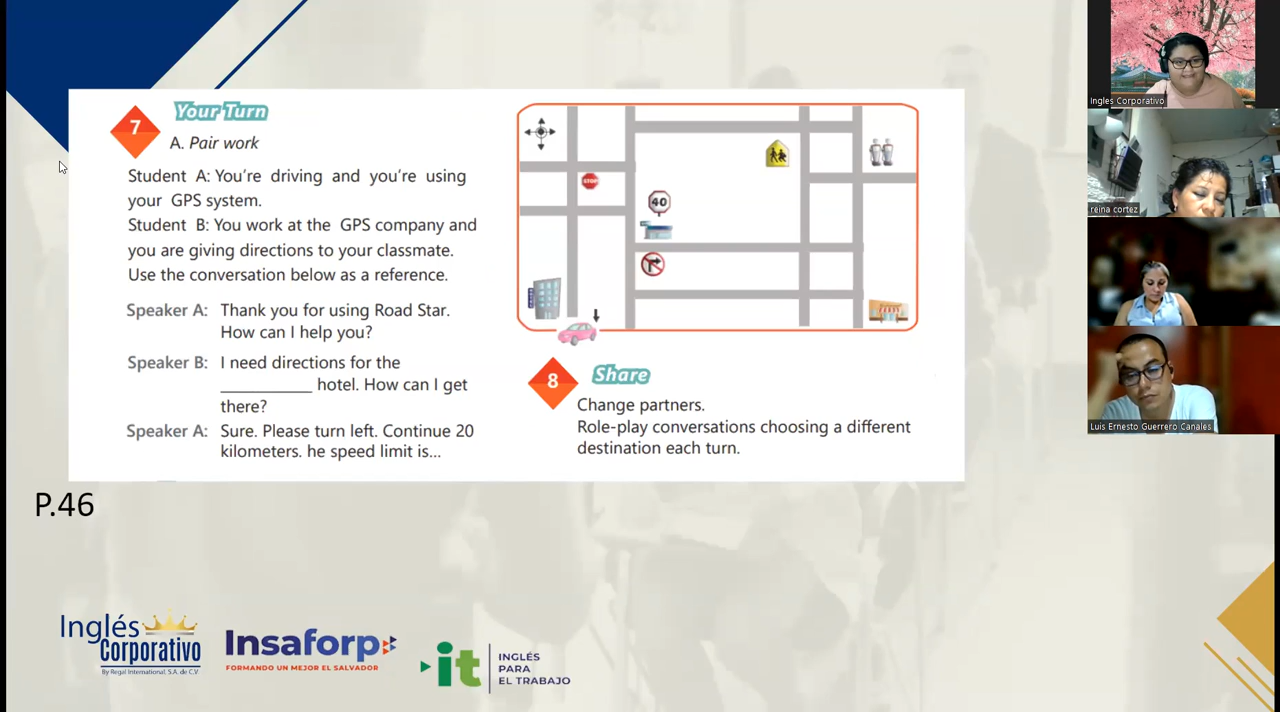 7
Your Turn
A. Pair work
Student A: You're driving and you're using
your GPS system.
Student B: You work at the GPS company and
you are giving directions to your classmate.
Use the conversation below as a reference.
Speaker A: Thank you for using Road Star.
How can I help you?
Speaker B: I need directions for the
____________ hotel. How can I get
there?
Speaker A: Sure. Please turn left. Continue 20
kilometers. he speed limit is...
STOP
40
8
Share
Change partners.
Role-play conversations choosing a different
destination each turn.
P.46
Inglés
Corporativo
By Regal International, S.A. de C.V.
Insaforp
FORMANDO UN MEJOR EL SALVADOR
it
INGLÉS
PARA
EL TRABAJO
Ingles Corporativo
reina cortez
Luis Ernesto Guerrero Canales